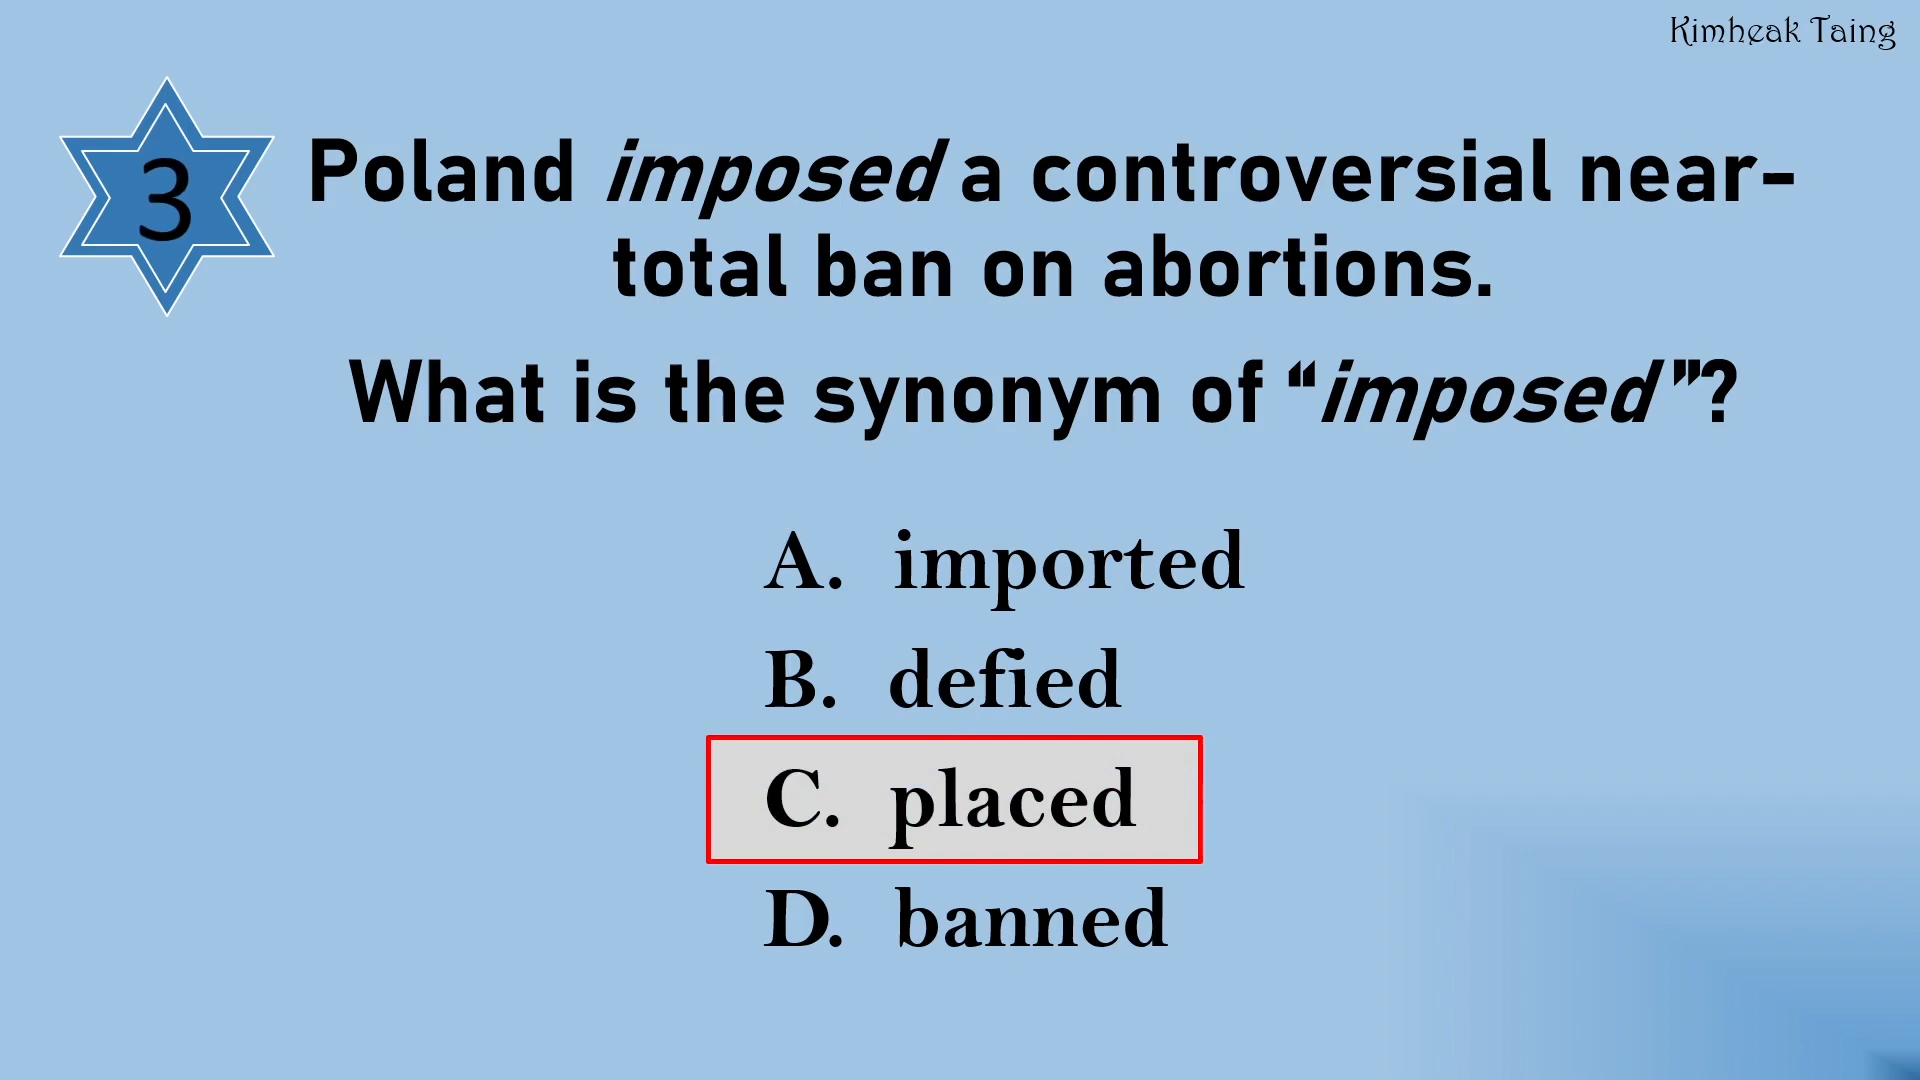 Kimheak Taing
3
Poland imposed a controversial near-
total ban on abortions.
What is the synonym of “imposed”?
A. imported
B. defied
C. placed
D. banned